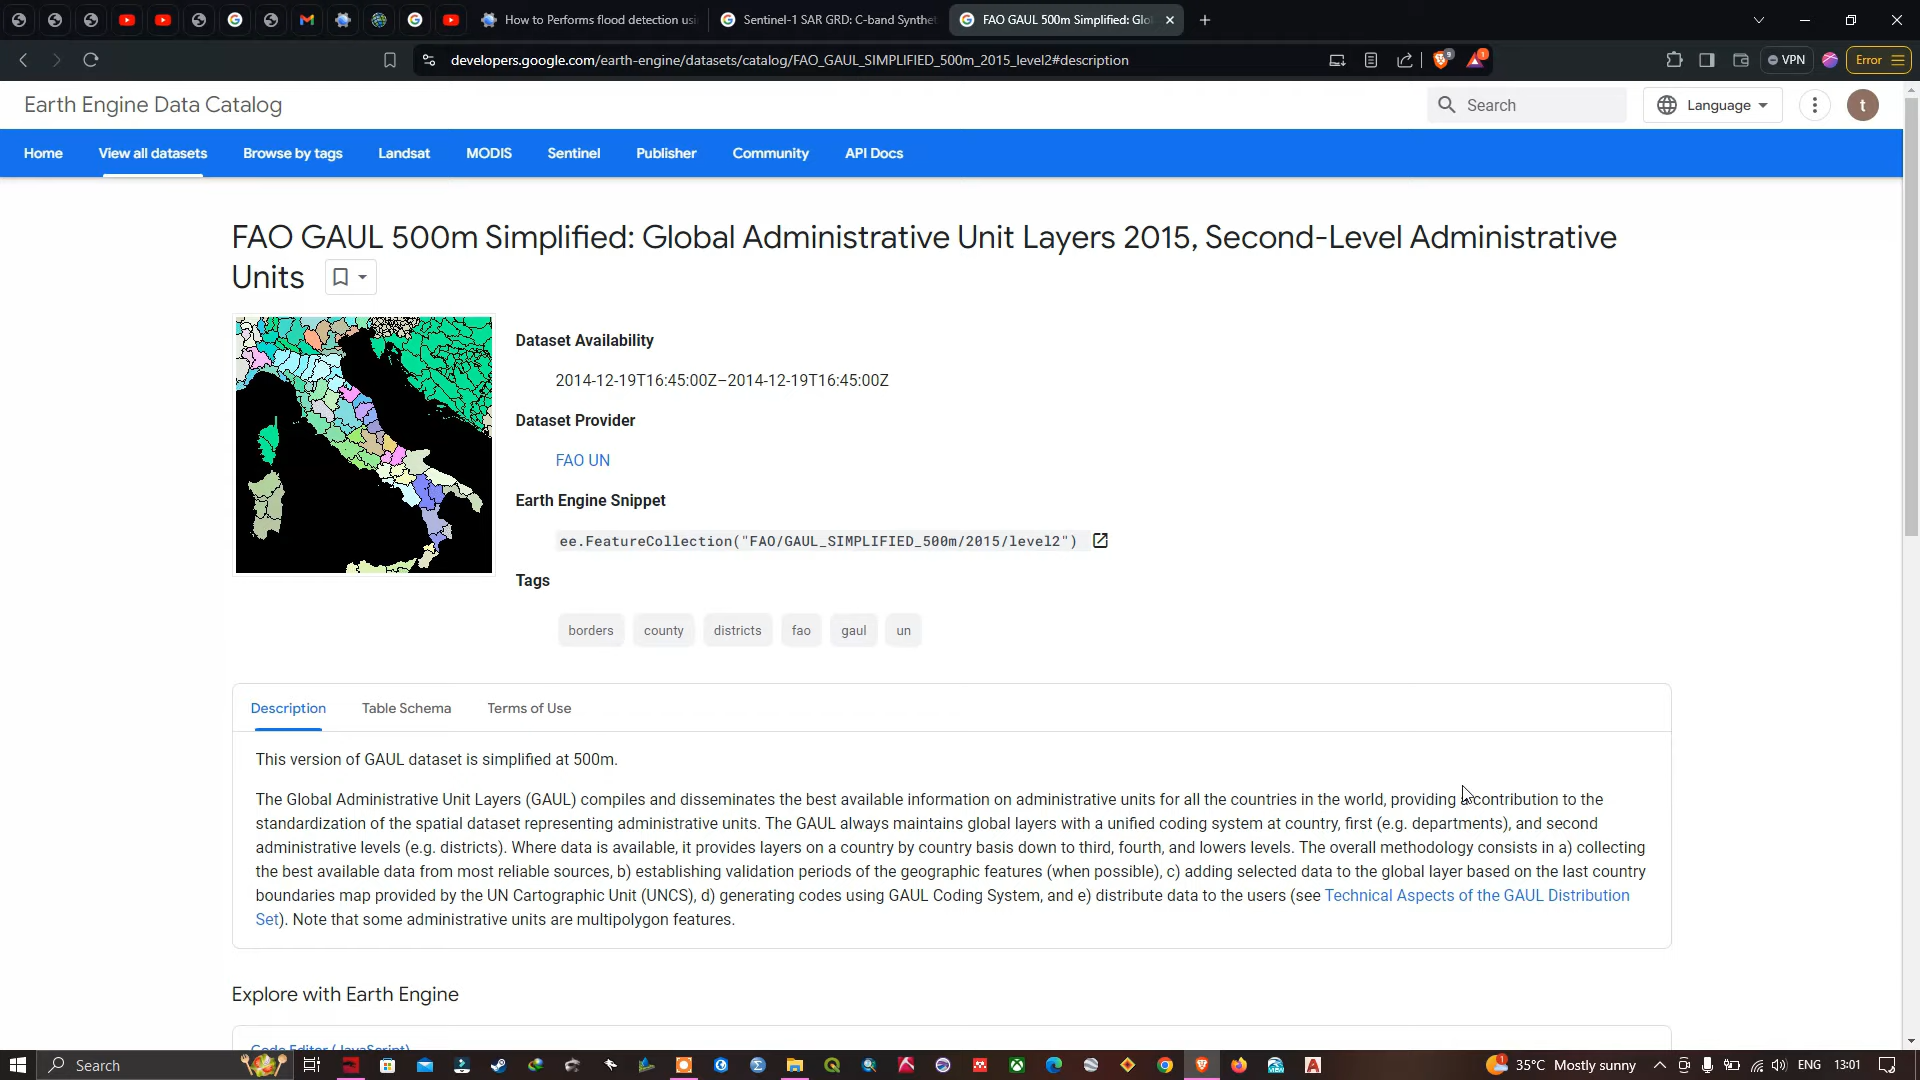 How to Performs flood detection usi
Sentinel-1 SAR GRD: C-band Synthet
FAO GAUL 500m Simplified: Glo
developers.google.com/earth-engine/datasets/catalog/FAO_GAUL_SIMPLIFIED_500m_2015_level2#description
9
1
VPN
Error
Earth Engine Data Catalog
Search
Language
t
Home
View all datasets
Browse by tags
Landsat
MODIS
Sentinel
Publisher
Community
API Docs
FAO GAUL 500m Simplified: Global Administrative Unit Layers 2015, Second-Level Administrative
Units
Dataset Availability
2014-12-19T16:45:00Z–2014-12-19T16:45:00Z
Dataset Provider
FAO UN
Earth Engine Snippet
ee.FeatureCollection("FAO/GAUL_SIMPLIFIED_500m/2015/level2")
Tags
borders
county
districts
fao
gaul
un
Description
Table Schema
Terms of Use
This version of GAUL dataset is simplified at 500m.
The Global Administrative Unit Layers (GAUL) compiles and disseminates the best available information on administrative units for all the countries in the world, providing a contribution to the
standardization of the spatial dataset representing administrative units. The GAUL always maintains global layers with a unified coding system at country, first (e.g. departments), and second
administrative levels (e.g. districts). Where data is available, it provides layers on a country by country basis down to third, fourth, and lowers levels. The overall methodology consists in a) collecting
the best available data from most reliable sources, b) establishing validation periods of the geographic features (when possible), c) adding selected data to the global layer based on the last country
boundaries map provided by the UN Cartographic Unit (UNCS), d) generating codes using GAUL Coding System, and e) distribute data to the users (see Technical Aspects of the GAUL Distribution
Set). Note that some administrative units are multipolygon features.
Explore with Earth Engine
Code Editor (JavaScript)
Search
1
35°C Mostly sunny
ENG
13:01